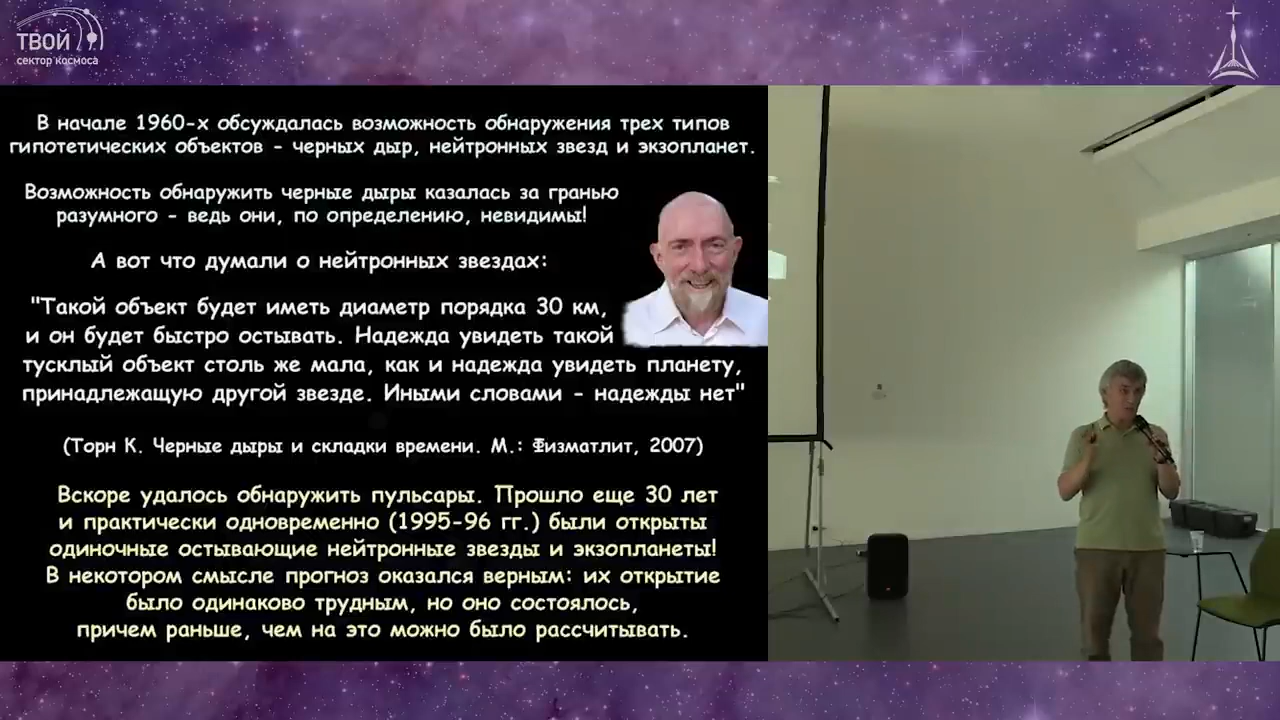 ТВОЙ
сектор космоса
В начале 1960-х обсуждалась возможность обнаружения трех типов
гипотетических объектов - черных дыр, нейтронных звезд и экзопланет.
Возможность обнаружить черные дыры казалась за гранью
разумного - ведь они, по определению, невидимы!
А вот что думали о нейтронных звездах:
"Такой объект будет иметь диаметр порядка 30 км,
и он будет быстро остывать. Надежда увидеть такой
тусклый объект столь же мала, как и надежда увидеть планету,
принадлежащую другой звезде. Иными словами - надежды нет"
(Торн К. Черные дыры и складки времени. М.: Физматлит, 2007)
Вскоре удалось обнаружить пульсары. Прошло еще 30 лет
и практически одновременно (1995-96 гг.) были открыты
одиночные остывающие нейтронные звезды и экзопланеты!
В некотором смысле прогноз оказался верным: их открытие
было одинаково трудным, но оно состоялось,
причем раньше, чем на это можно было рассчитывать.